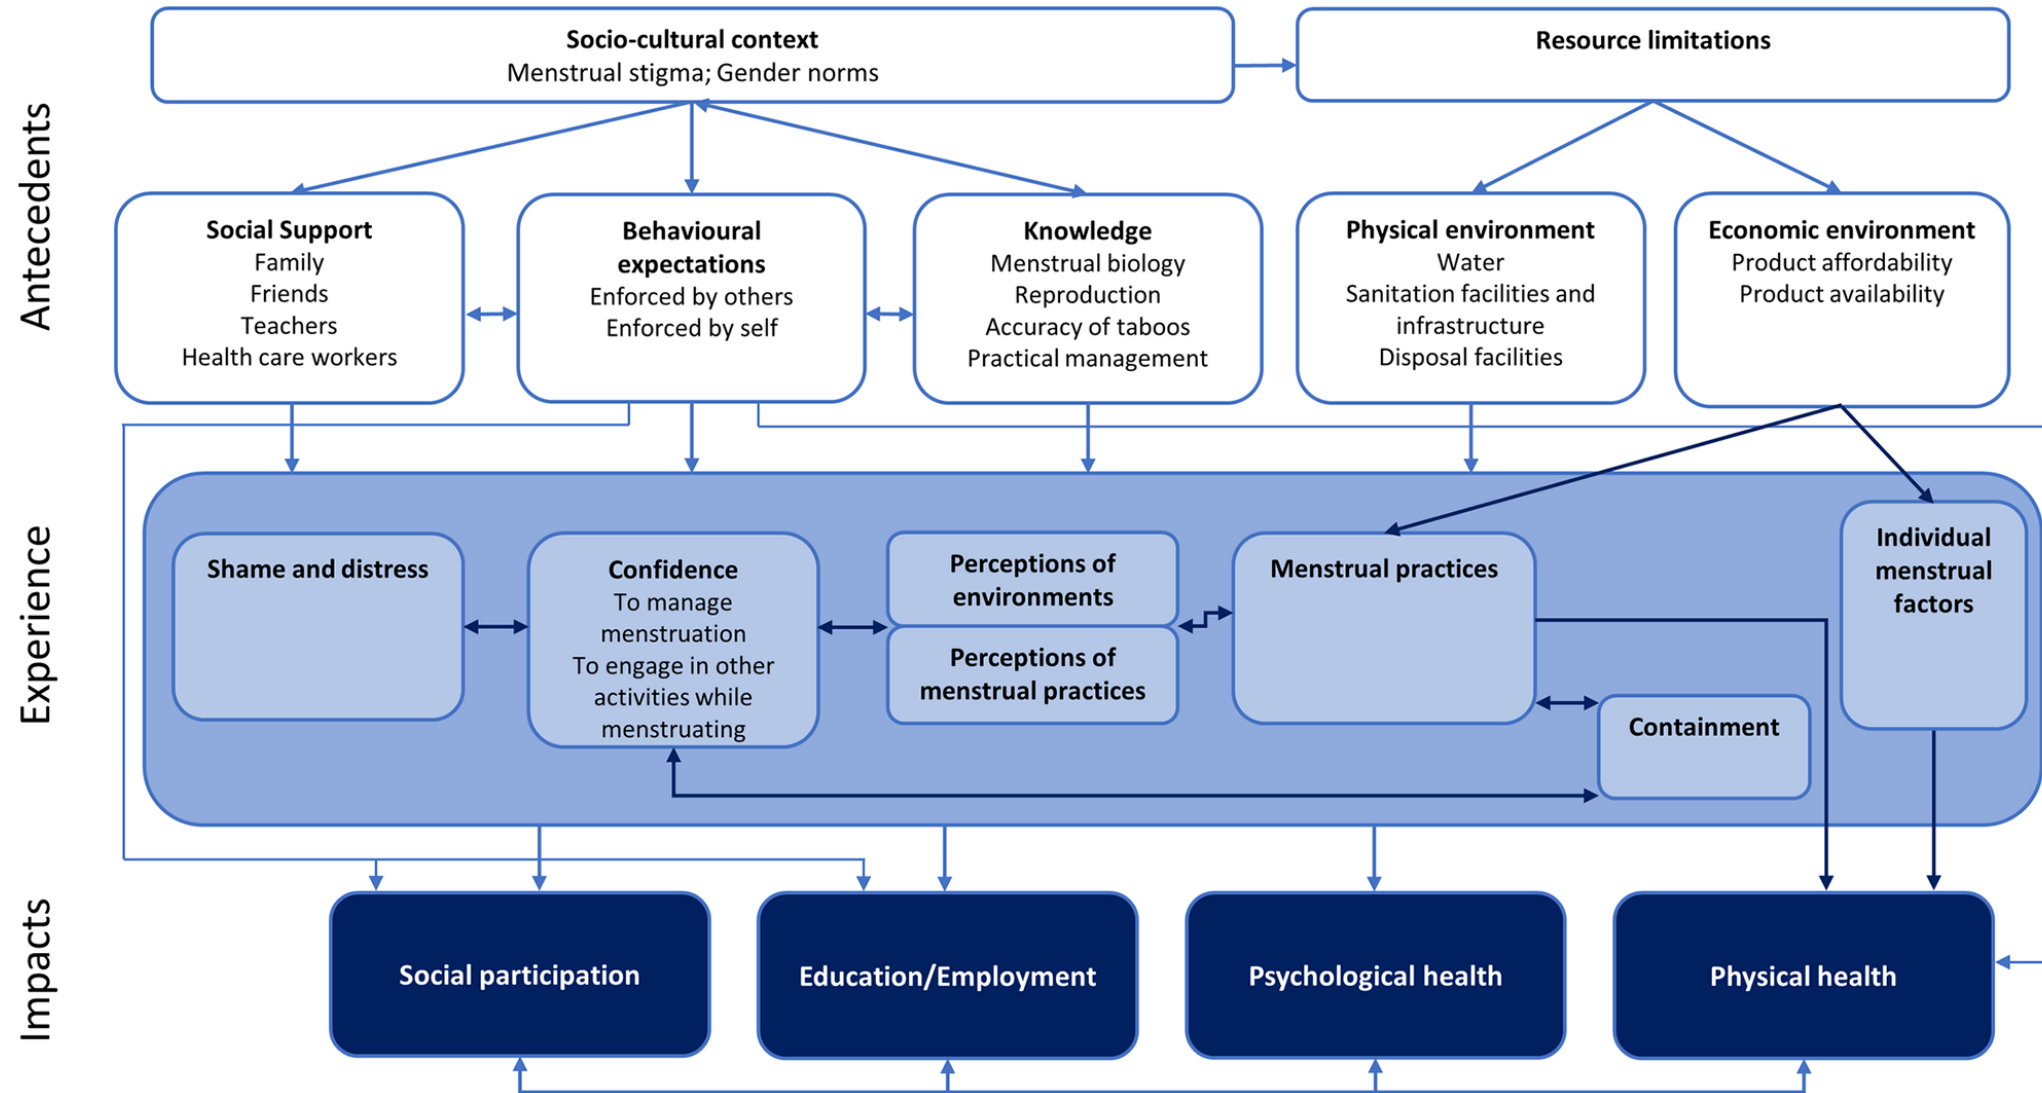 Antecedents
Socio-cultural context
Menstrual stigma; Gender norms
Resource limitations
Social Support
Family
Friends
Teachers
Health care workers
Behavioural
expectations
Enforced by others
Enforced by self
Knowledge
Menstrual biology
Reproduction
Accuracy of taboos
Practical management
Physical environment
Water
Sanitation facilities and
infrastructure
Disposal facilities
Economic environment
Product affordability
Product availability
Experience
Shame and distress
Confidence
To manage
menstruation
To engage in other
activities while
menstruating
Perceptions of
environments
Perceptions of
menstrual practices
Menstrual practices
Containment
Individual
menstrual
factors
Impacts
Social participation
Education/Employment
Psychological health
Physical health